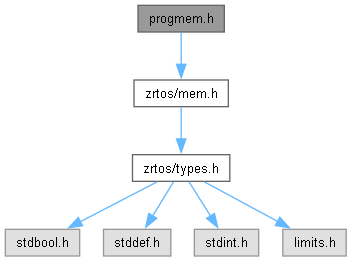 progmem.h
zrtos/mem.h
zrtos/types.h
stdbool.h
stddef.h
stdint.h
limits.h